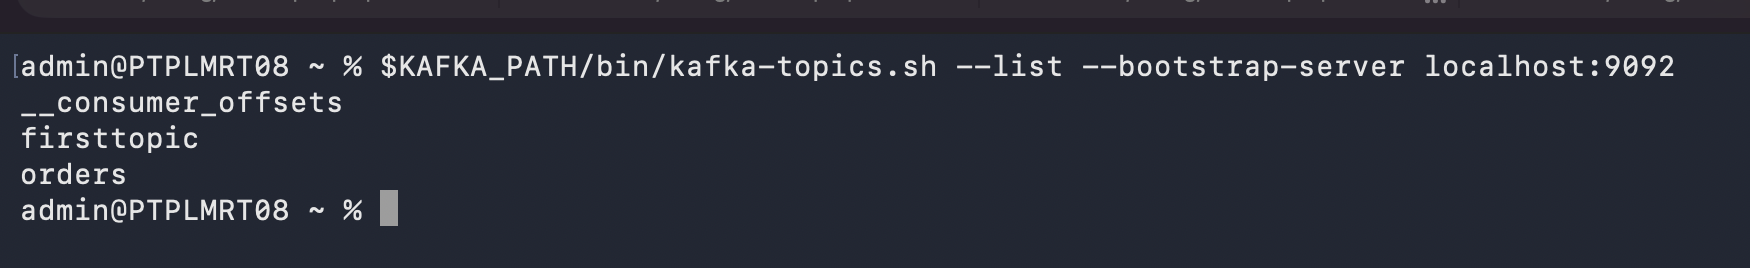 admin@PTPLMRT08 ~ % $KAFKA_PATH/bin/kafka-topics.sh --list --bootstrap-server localhost:9092
__consumer_offsets
firsttopic
orders
admin@PTPLMRT08 ~ %